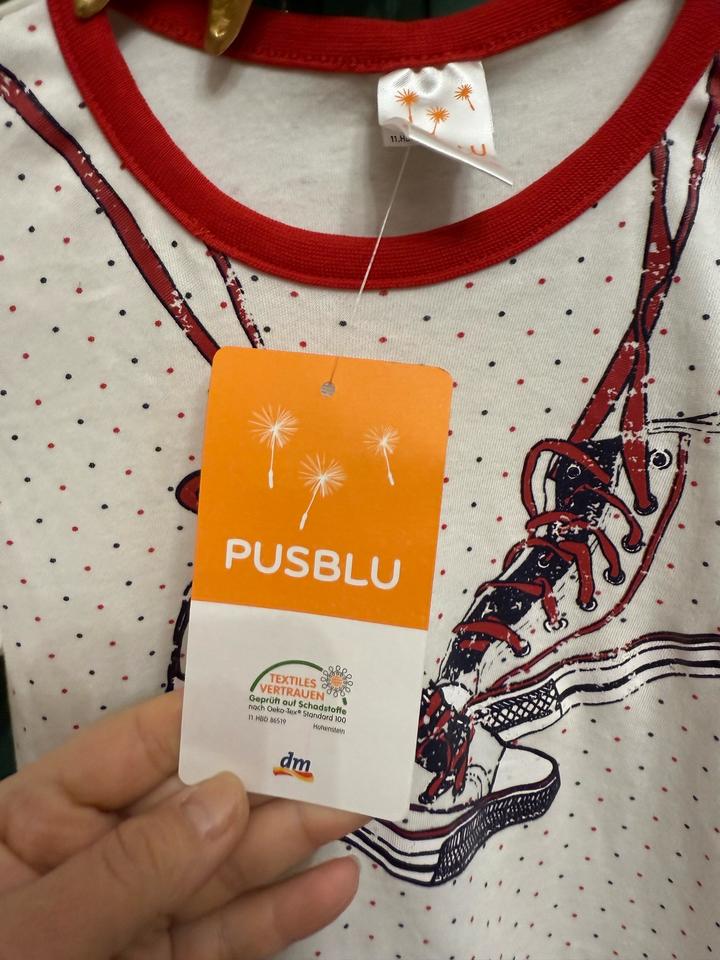 PUSBLU
TEXTILES
VERTRAUEN
Geprüft auf Schadstoffe
nach Oeko-Tex® Standard 100
11.HBD.86519 Hohenstein
dm